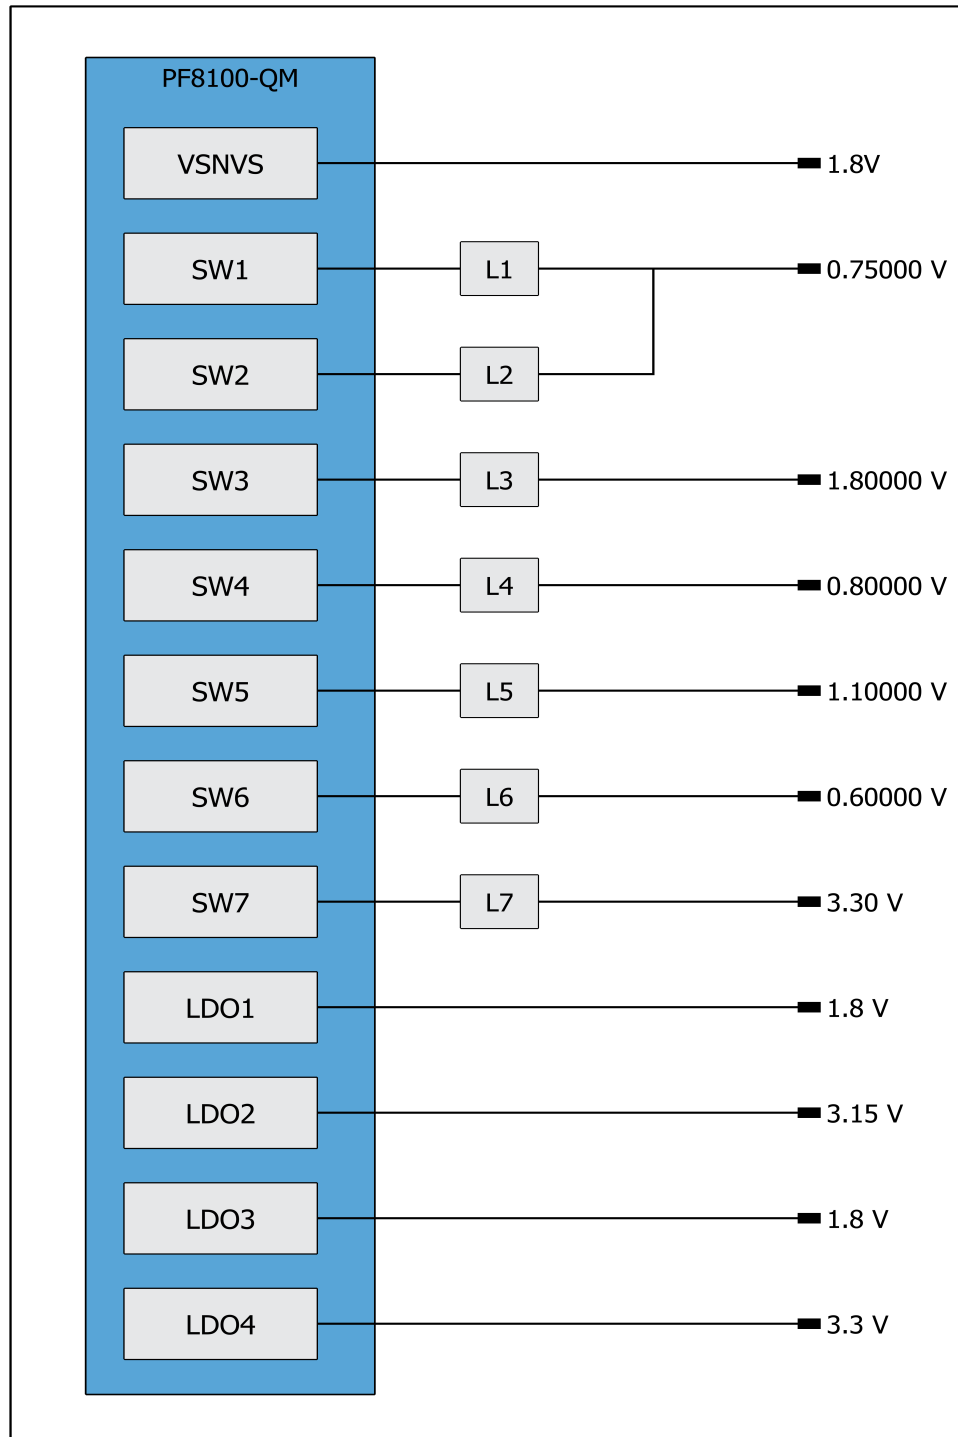 PF8100-QM
VSNVS 1.8V
SW1 L1 0.75000 V
SW2 L2
SW3 L3 1.80000 V
SW4 L4 0.80000 V
SW5 L5 1.10000 V
SW6 L6 0.60000 V
SW7 L7 3.30 V
LDO1 1.8 V
LDO2 3.15 V
LDO3 1.8 V
LDO4 3.3 V